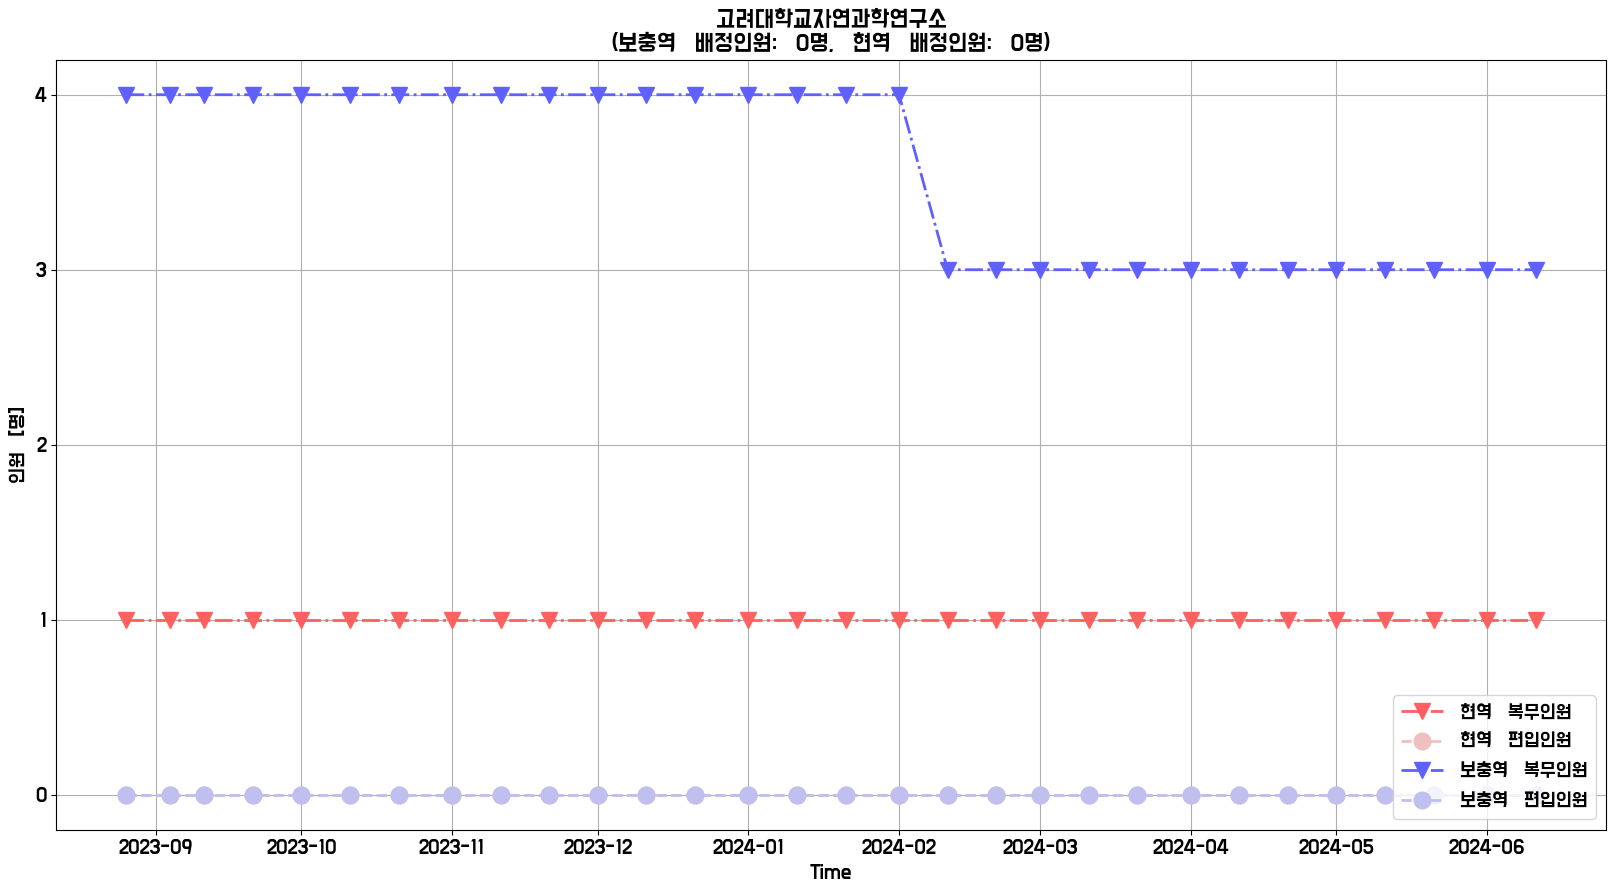 고려대학교자연과학연구소
(보충역 배정인원: 0명, 현역 배정인원: 0명)
인원 [명]
4
3
2
1
0
현역 복무인원
현역 편입인원
보충역 복무인원
보충역 편입인원
2023-09 2023-10 2023-11 2023-12 2024-01 2024-02 2024-03 2024-04 2024-05 2024-06
Time